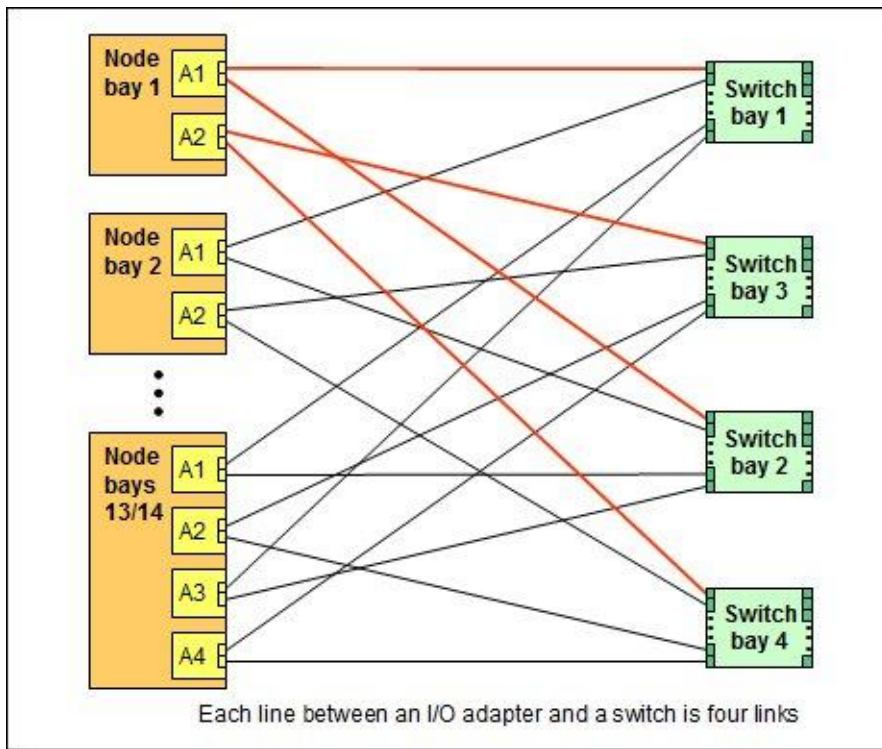 Node
bay 1
A1
A2
Node
bay 2
A1
A2
Node
bays
13/14
A1
A2
A3
A4
Switch
bay 1
Switch
bay 3
Switch
bay 2
Switch
bay 4
Each line between an I/O adapter and a switch is four links